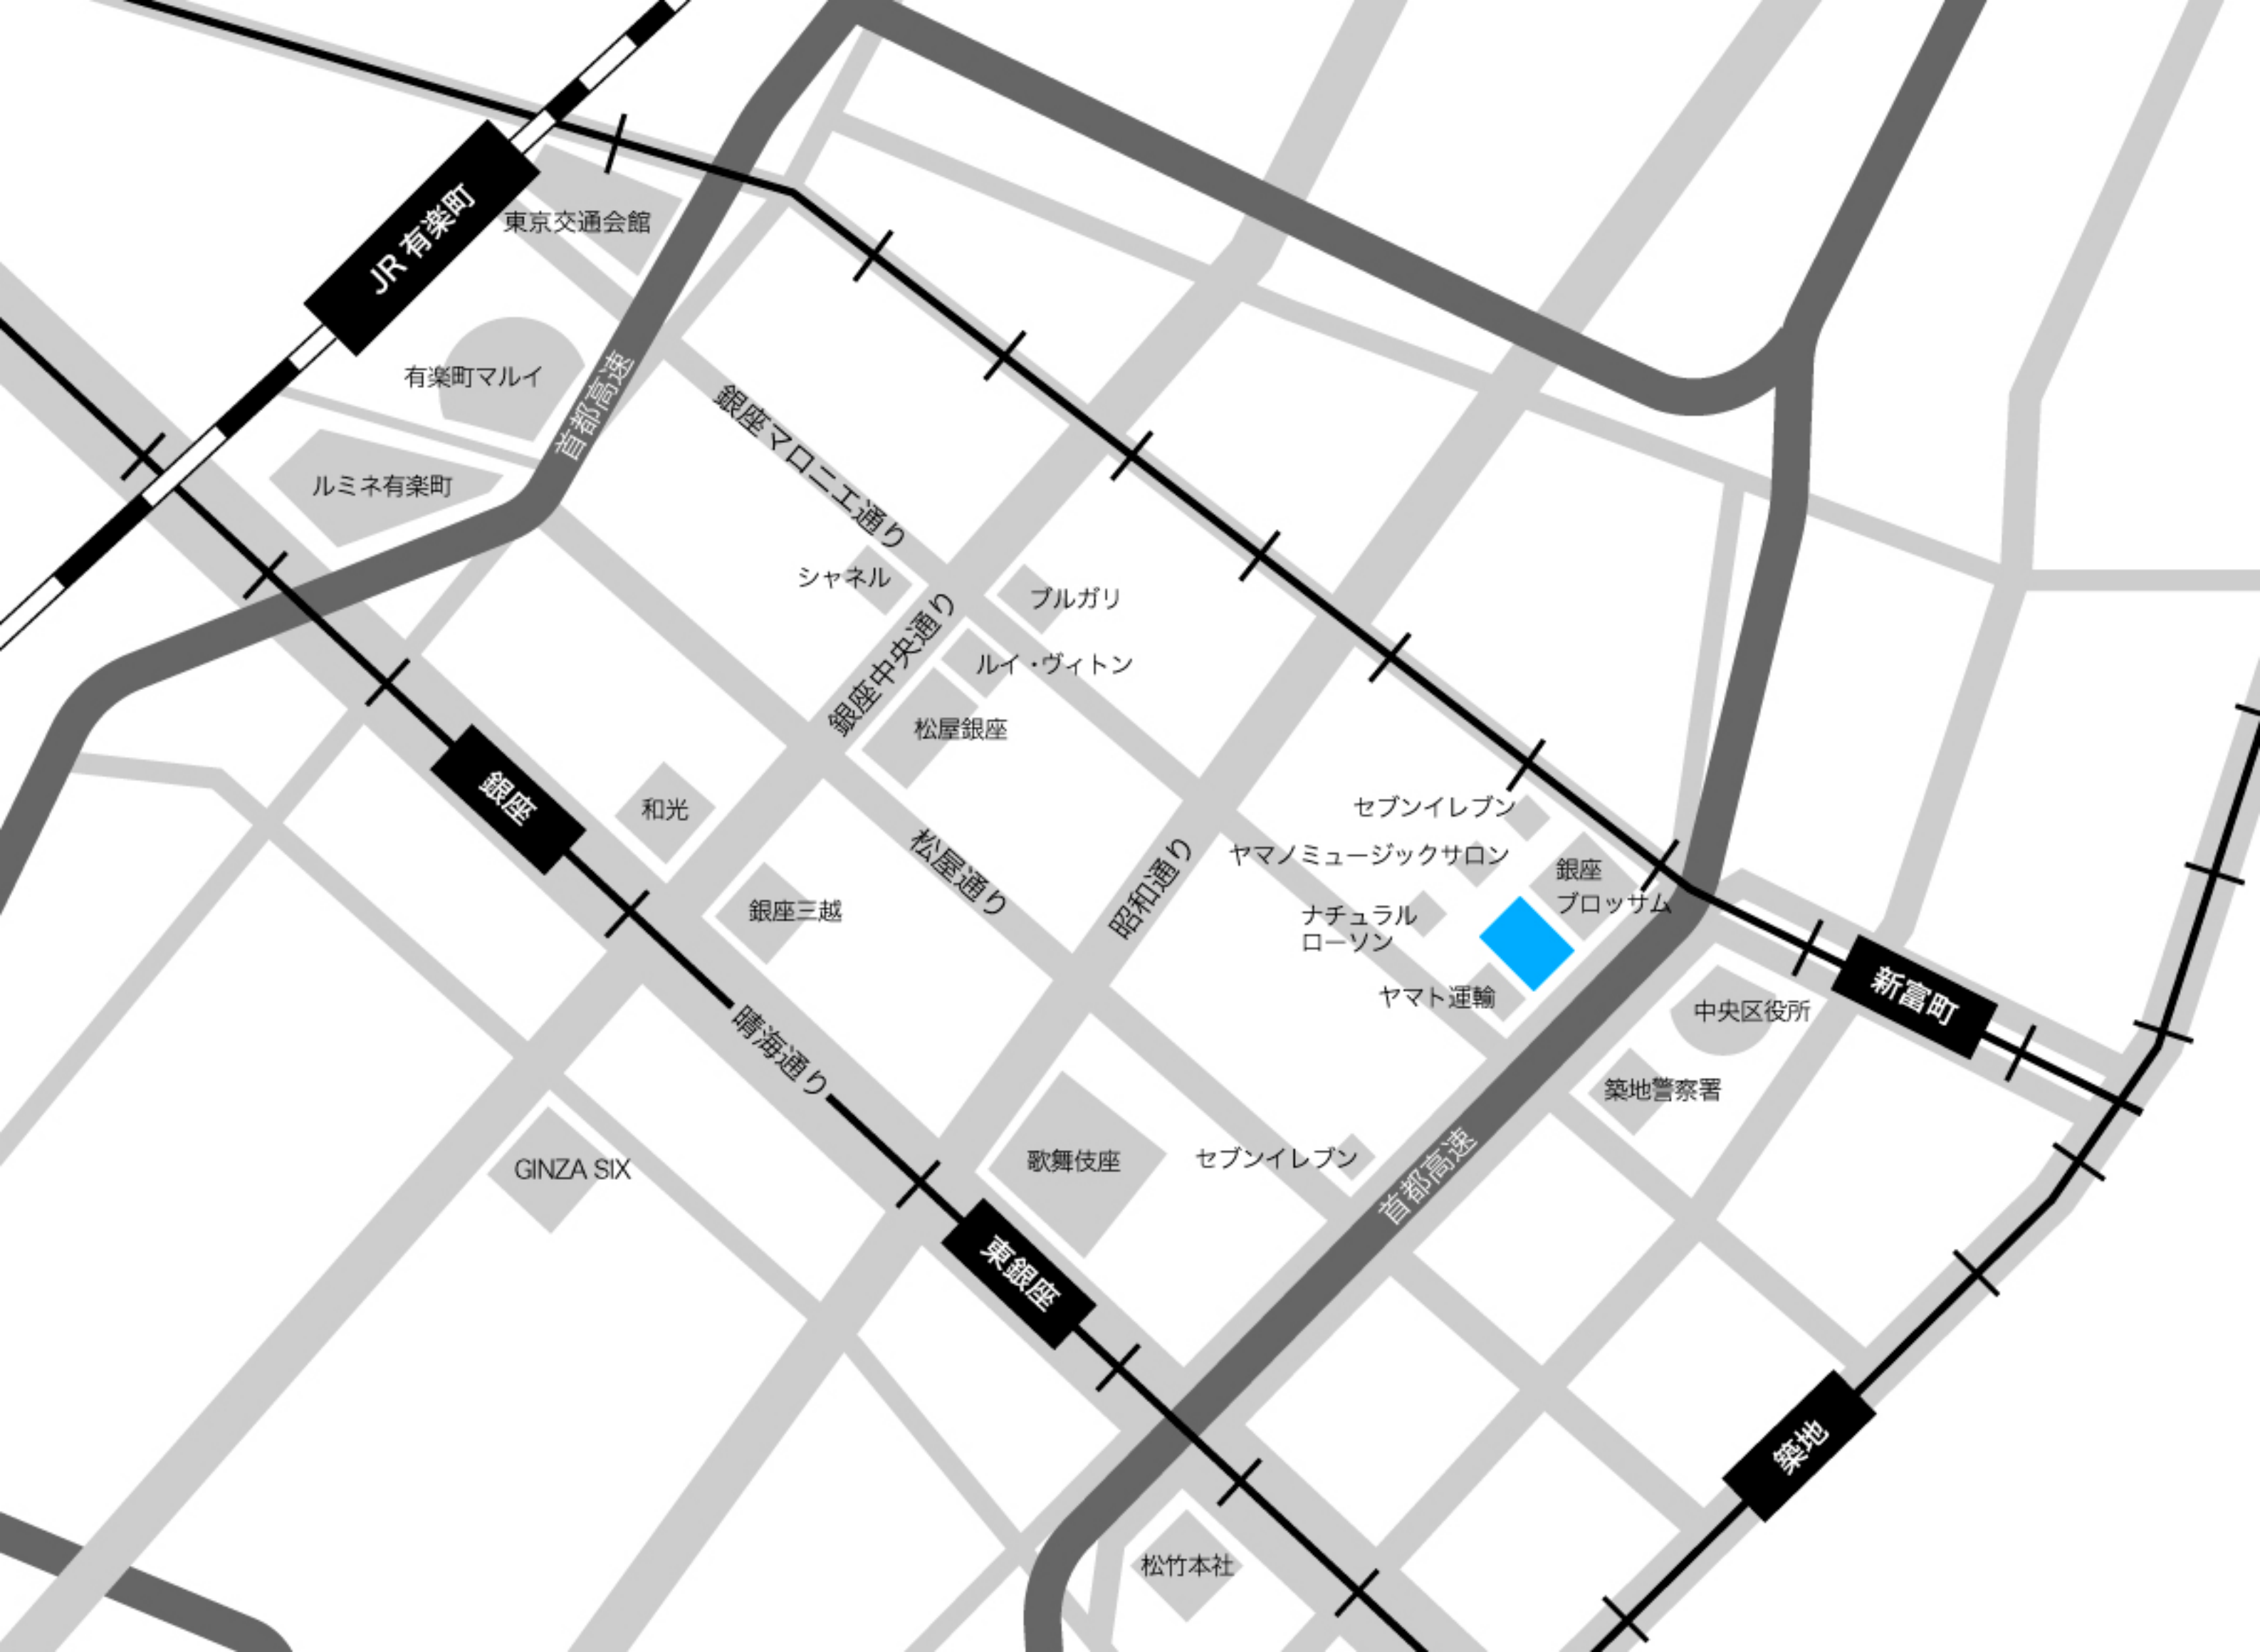 JR 有楽町
東京交通会館
有楽町マルイ
首都高速
ルミネ有楽町
銀座マロニエ通り
シャネル
ブルガリ
銀座中央通り
ルイ・ヴィトン
松屋銀座
銀座
和光
銀座三越
松屋通り
昭和通り
セブンイレブン
ヤマノミュージックサロン
銀座
ブロッサム
ナチュラル
ローソン
ヤマト運輸
新富町
中央区役所
築地警察署
晴海通り
GINZA SIX
歌舞伎座
セブンイレブン
首都高速
東銀座
築地
松竹本社